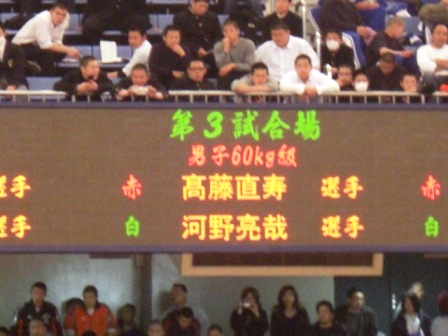 第3試合場
男子60kg級
選手 赤 髙藤直寿 選手 赤
選手 白 河野亮哉 選手 白